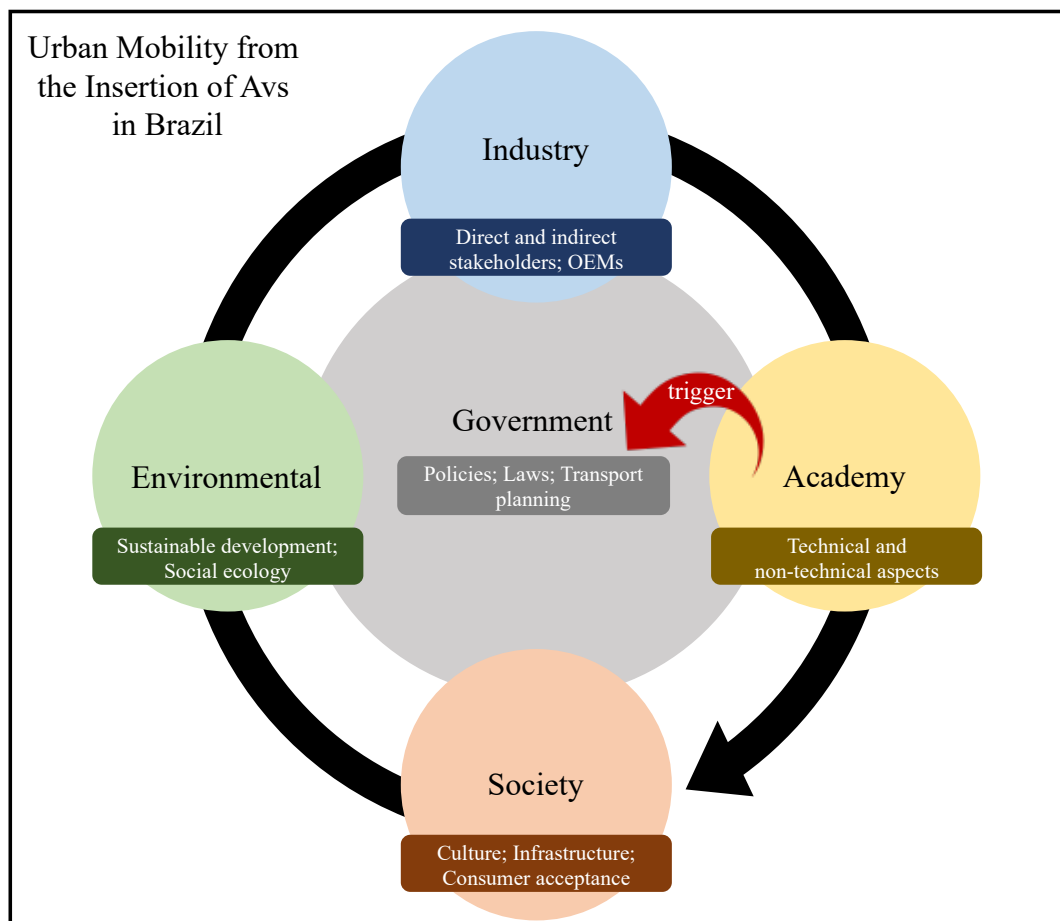 Urban Mobility from
the Insertion of Avs
in Brazil
Industry
Direct and indirect
stakeholders; OEMs
trigger
Government
Policies; Laws; Transport
planning
Environmental
Sustainable development;
Social ecology
Academy
Technical and
non-technical aspects
Society
Culture; Infrastructure;
Consumer acceptance